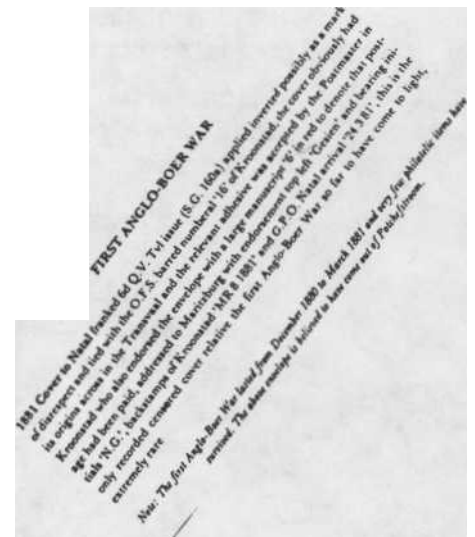 FIRST ANGLO-BOER WAR
1881 Cover to Natal franked 6d Q.V. T-vl issue (S.G. 160a) applied inverted possibly as a mark
of disrespect and tied with the O.F.S. barred numeral '16' of Kroonstad, the cover obviously had
its origins across in the Transvaal and the relevant adhesive was accepted by the Postmaster in
Kroonstad who also endorsed the envelope with a large manuscript '6' in red to denote that post-
age had been paid, addressed to Maritzburg with endorsement top left 'Gratis' and bearing ini-
tials 'N.G.', backstamps of Kroonstad 'MR 8 1881' and G.P.O. Natal arrival '24 3 81', this is the
only recorded censored cover relative the first Anglo-Boer War so far to have come to light,
extremely rare
Note: The first Anglo-Boer War lasted from December 1880 to March 1881 and very few philatelic items have
survived. The above envelope is believed to have come out of Potchefstroom.